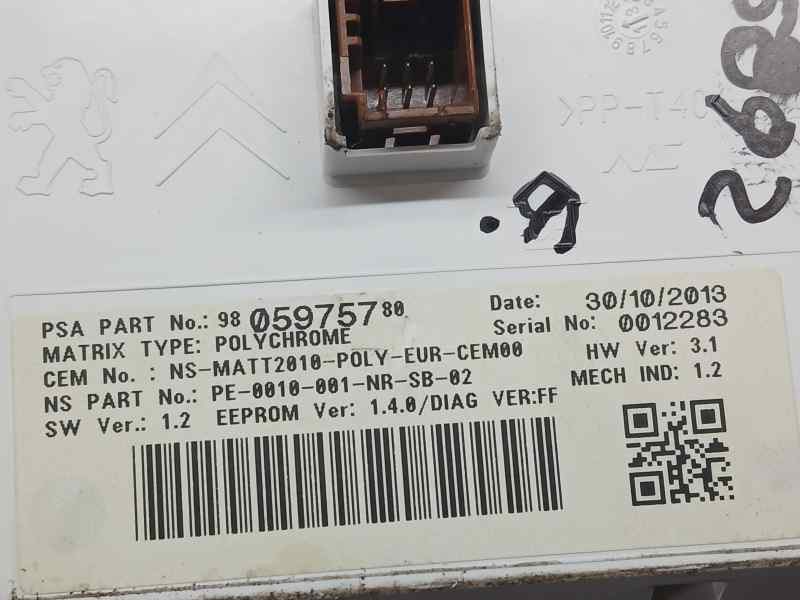 >PP-T40
PSA PART No.: 98 059757 80
Date: 30/10/2013
MATRIX TYPE: POLYCHROME
Serial No: 0012283
CEM No. : NS-MATT2010-POLY-EUR-CEM00
HW Ver: 3.1
NS PART No.: PE-0010-001-NR-SB-02
MECH IND: 1.2
SW Ver.: 1.2 EEPROM Ver: 1.4.0/DIAG VER:FF